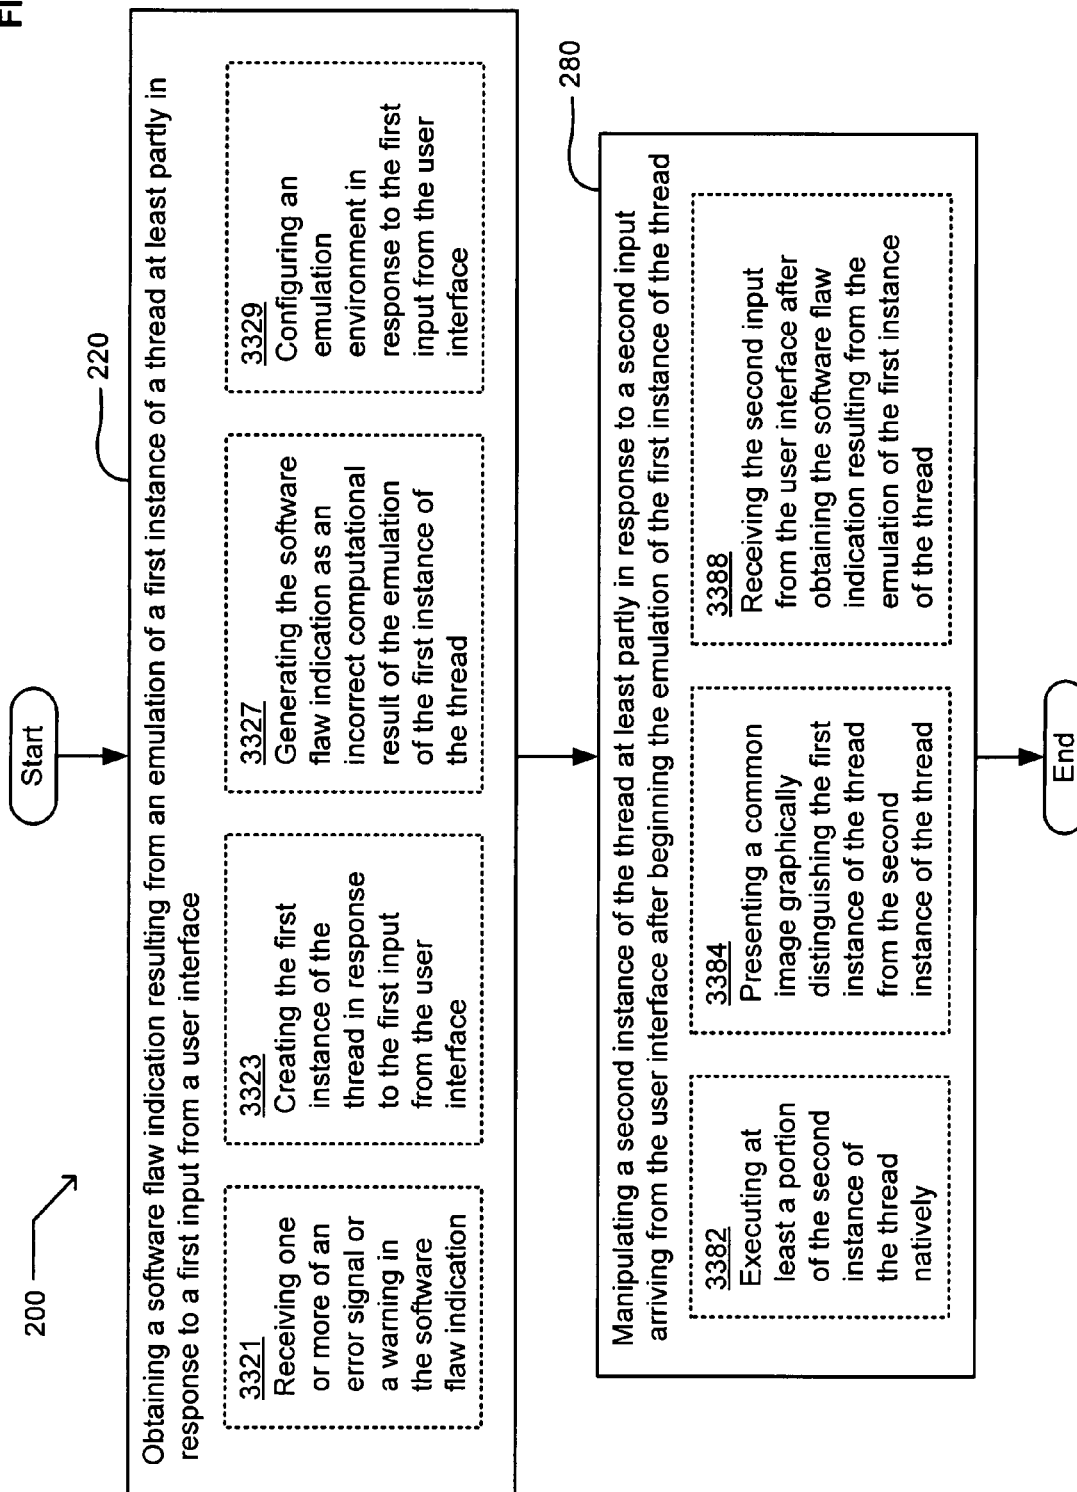 200
Start
220
Obtaining a software flaw indication resulting from an emulation of a first instance of a thread at least partly in
response to a first input from a user interface
3321
Receiving one
or more of an
error signal or
a warning in
the software
flaw indication
3323
Creating the first
instance of the
thread in response
to the first input
from the user
interface
3327
Generating the software
flaw indication as an
incorrect computational
result of the emulation
of the first instance of
the thread
3329
Configuring an
emulation
environment in
response to the first
input from the user
interface
280
Manipulating a second instance of the thread at least partly in response to a second input
arriving from the user interface after beginning the emulation of the first instance of the thread
3382
Executing at
least a portion
of the second
instance of
the thread
natively
3384
Presenting a common
image graphically
distinguishing the first
instance of the thread
from the second
instance of the thread
3388
Receiving the second input
from the user interface after
obtaining the software flaw
indication resulting from the
emulation of the first instance
of the thread
End